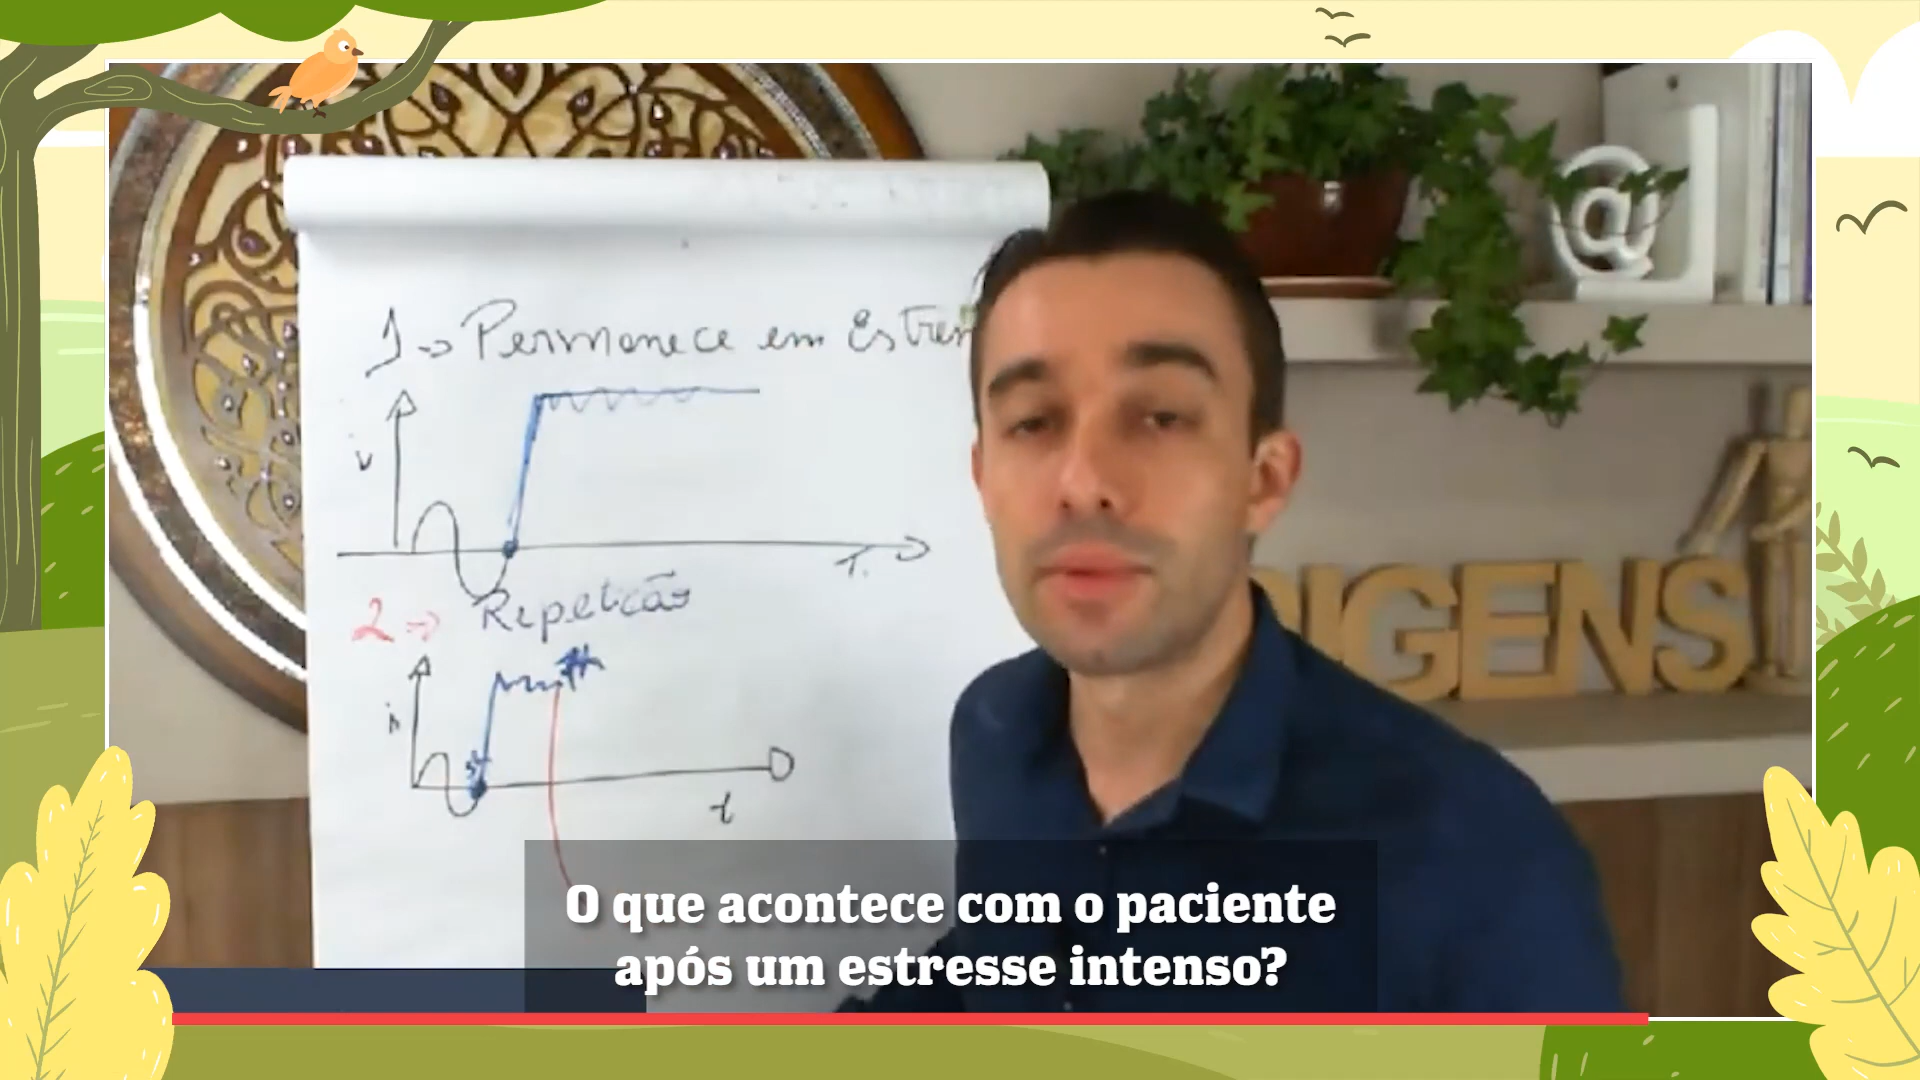 1 → Permanece em Estre
i
T.
2 →
Repetição
i
t
@
IGENS
O que acontece com o paciente
após um estresse intenso?